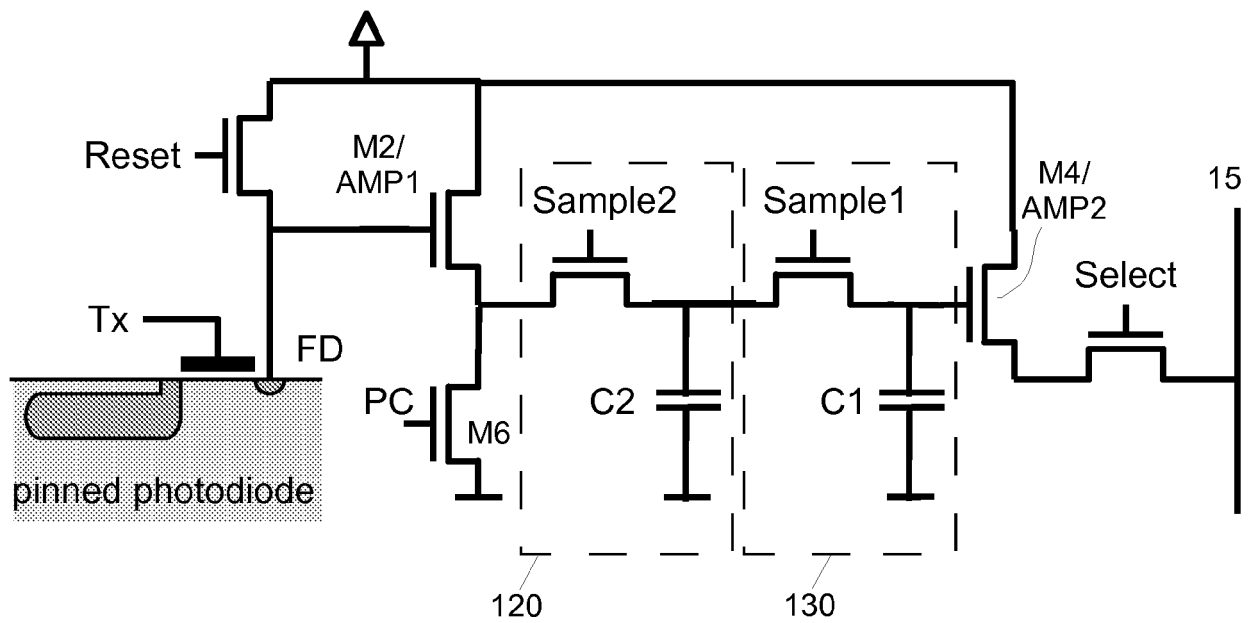 Reset
M2/
AMP1
Sample2
Sample1
M4/
AMP2
15
Select
Tx
FD
PC
M6
C2
C1
pinned photodiode
120
130